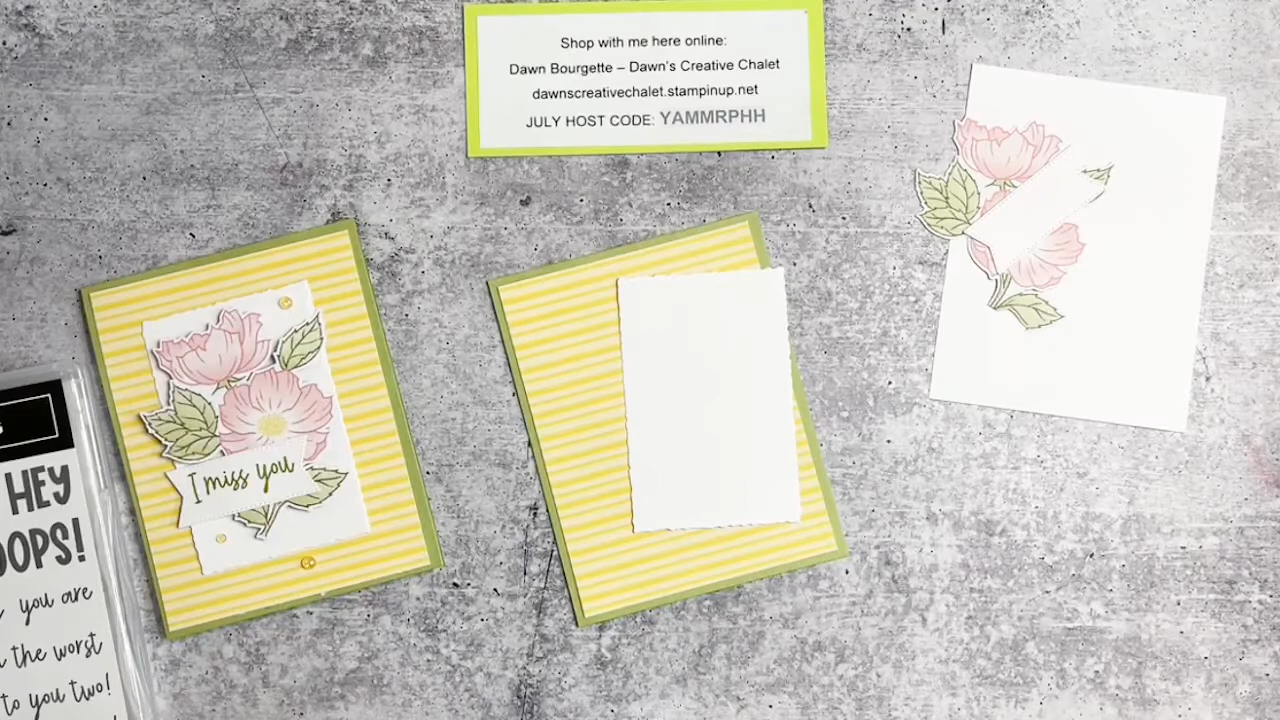 Shop with me here online:
Dawn Bourgette – Dawn's Creative Chalet
dawnscreativechalet.stampinup.net
JULY HOST CODE: YAMMRPHH
I miss you
HEY
OOPS!
you are
the worst
to you two!